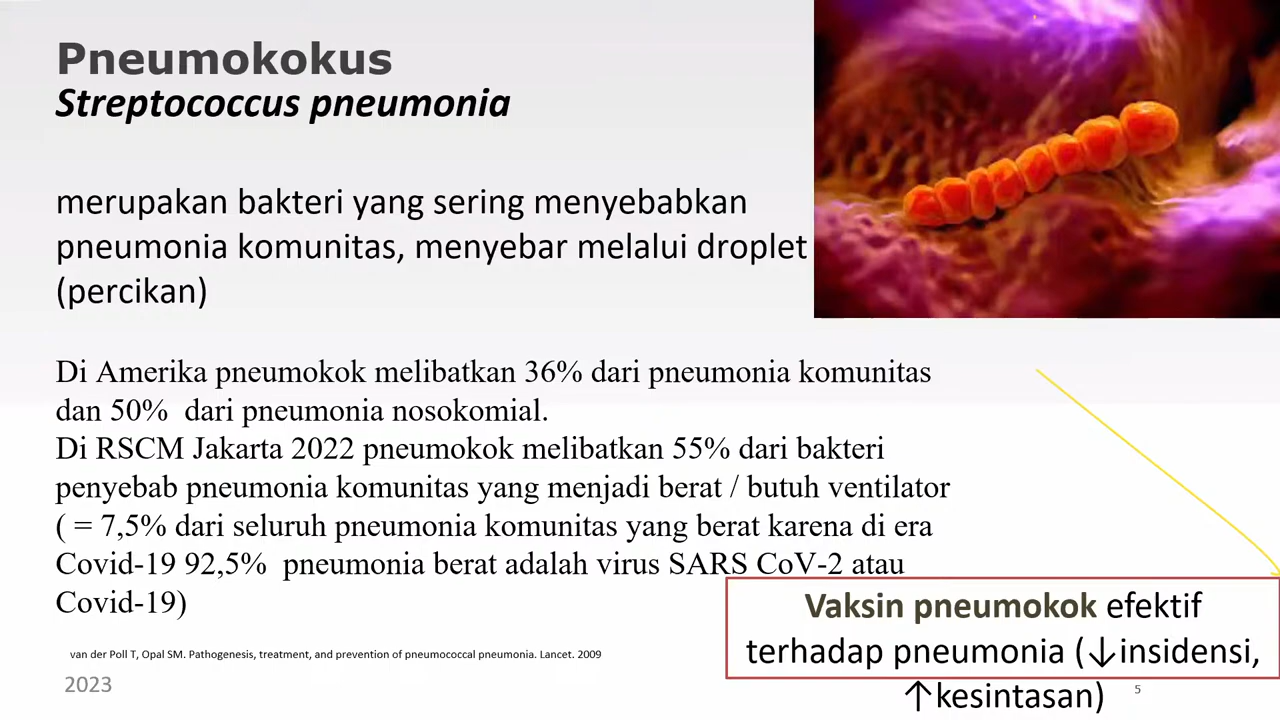 Pneumokokus
Streptococcus pneumonia
merupakan bakteri yang sering menyebabkan
pneumonia komunitas, menyebar melalui droplet
(percikan)
Di Amerika pneumokok melibatkan 36% dari pneumonia komunitas
dan 50%  dari pneumonia nosokomial.
Di RSCM Jakarta 2022 pneumokok melibatkan 55% dari bakteri
penyebab pneumonia komunitas yang menjadi berat / butuh ventilator
( = 7,5% dari seluruh pneumonia komunitas yang berat karena di era
Covid-19 92,5%  pneumonia berat adalah virus SARS CoV-2 atau
Covid-19)
Vaksin pneumokok efektif
terhadap pneumonia (↓insidensi,
↑kesintasan)
van der Poll T, Opal SM. Pathogenesis, treatment, and prevention of pneumococcal pneumonia. Lancet. 2009
2023
5